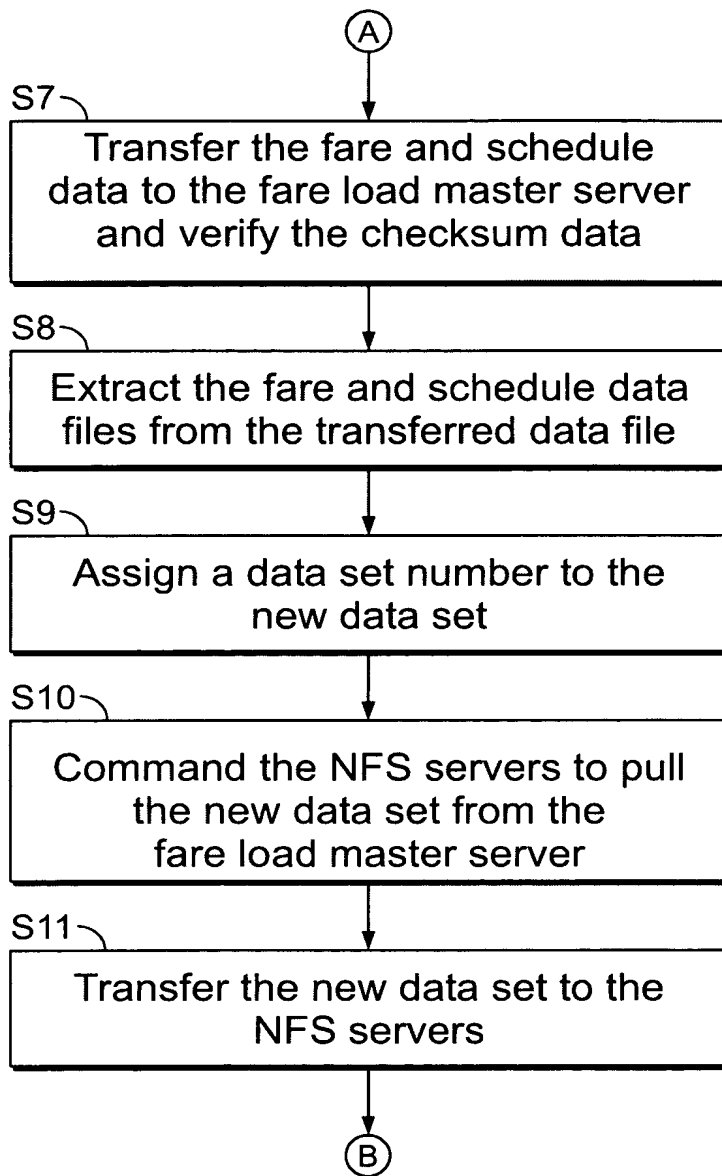 A
S7
Transfer the fare and schedule
data to the fare load master server
and verify the checksum data
S8
Extract the fare and schedule data
files from the transferred data file
S9
Assign a data set number to the
new data set
S10
Command the NFS servers to pull
the new data set from the
fare load master server
S11
Transfer the new data set to the
NFS servers
B